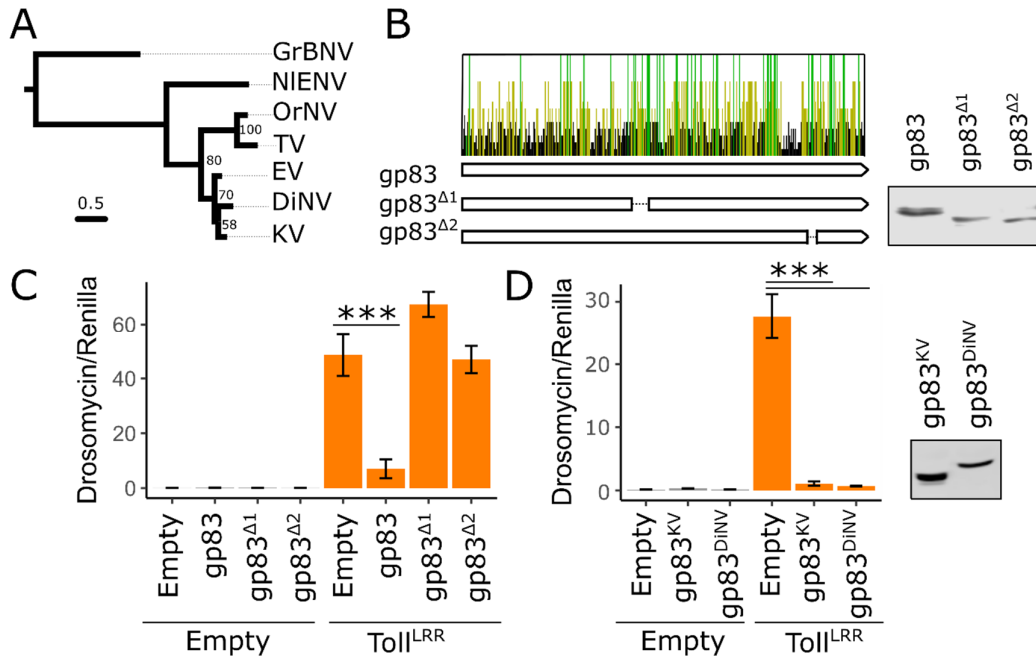 A
GrBNV
NlENV
OrNV
100
TV
80
EV
70
DiNV
58
KV
0.5
B
gp83
gp83Δ1
gp83Δ2
gp83
gp83Δ1
gp83Δ2
C
Drosomycin/Renilla
60
40
20
0
***
Empty
gp83
gp83Δ1
gp83Δ2
Empty
gp83
gp83Δ1
gp83Δ2
Empty
TollLRR
D
Drosomycin/Renilla
30
20
10
0
***
Empty
gp83KV
gp83DiNV
Empty
gp83KV
gp83DiNV
Empty
TollLRR
gp83KV
gp83DiNV